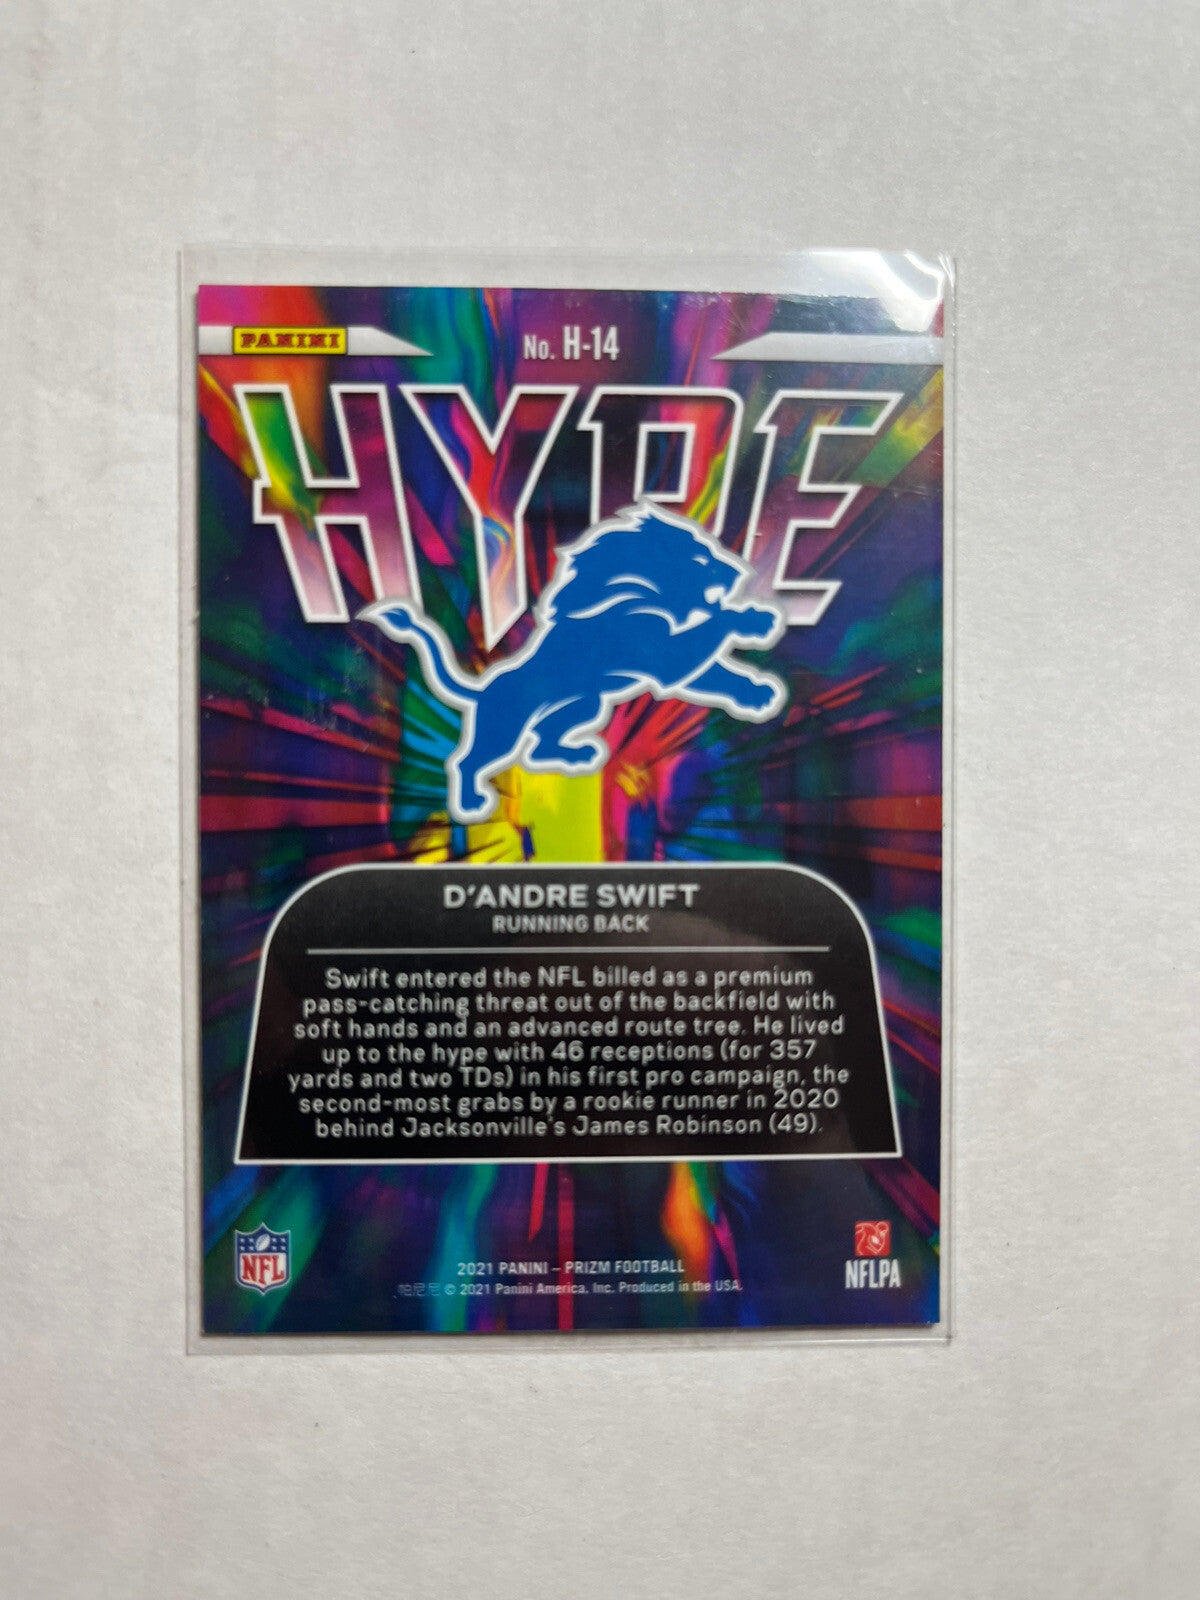 PANINI
No. H-14
HYPE
D'ANDRE SWIFT
RUNNING BACK
Swift entered the NFL billed as a premium
pass-catching threat out of the backfield with
soft hands and an advanced route tree. He lived
up to the hype with 46 receptions (for 357
yards and two TDs) in his first pro campaign, the
second-most grabs by a rookie runner in 2020
behind Jacksonville's James Robinson (49).
NFL
2021 PANINI – PRIZM FOOTBALL
帕尼尼 © 2021 Panini America, Inc. Produced in the USA.
NFLPA